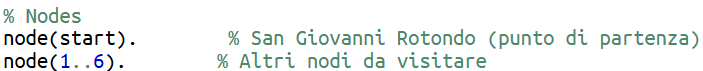 % Nodes
node(start).        % San Giovanni Rotondo (punto di partenza)
node(1..6).        % Altri nodi da visitare